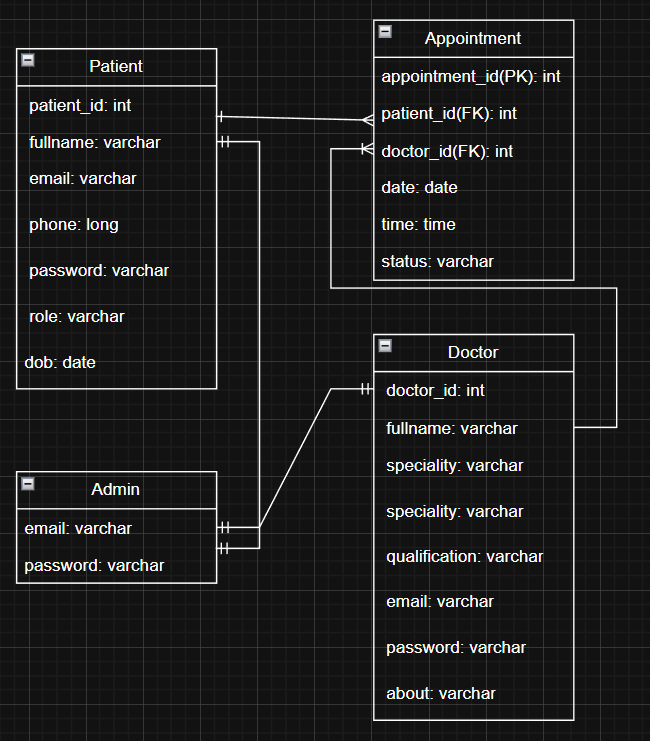 Patient
patient_id: int
fullname: varchar
email: varchar
phone: long
password: varchar
role: varchar
dob: date
Appointment
appointment_id(PK): int
patient_id(FK): int
doctor_id(FK): int
date: date
time: time
status: varchar
Admin
email: varchar
password: varchar
Doctor
doctor_id: int
fullname: varchar
speciality: varchar
speciality: varchar
qualification: varchar
email: varchar
password: varchar
about: varchar